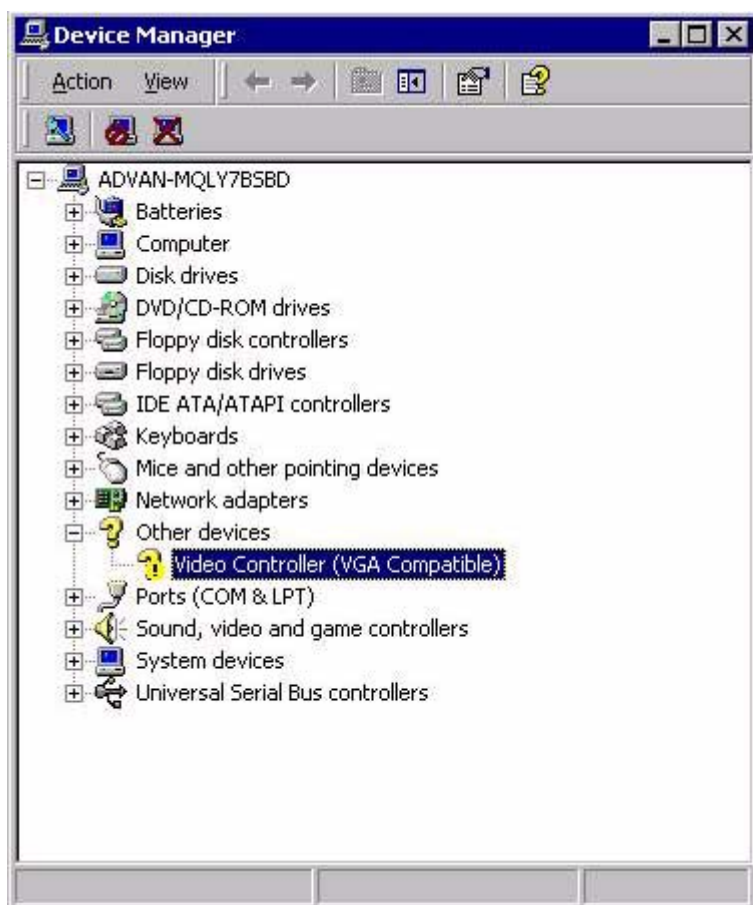 Device Manager
Action View
ADVAN-MQLY7BSBD
Batteries
Computer
Disk drives
DVD/CD-ROM drives
Floppy disk controllers
Floppy disk drives
IDE ATA/ATAPI controllers
Keyboards
Mice and other pointing devices
Network adapters
Other devices
Video Controller (VGA Compatible)
Ports (COM & LPT)
Sound, video and game controllers
System devices
Universal Serial Bus controllers